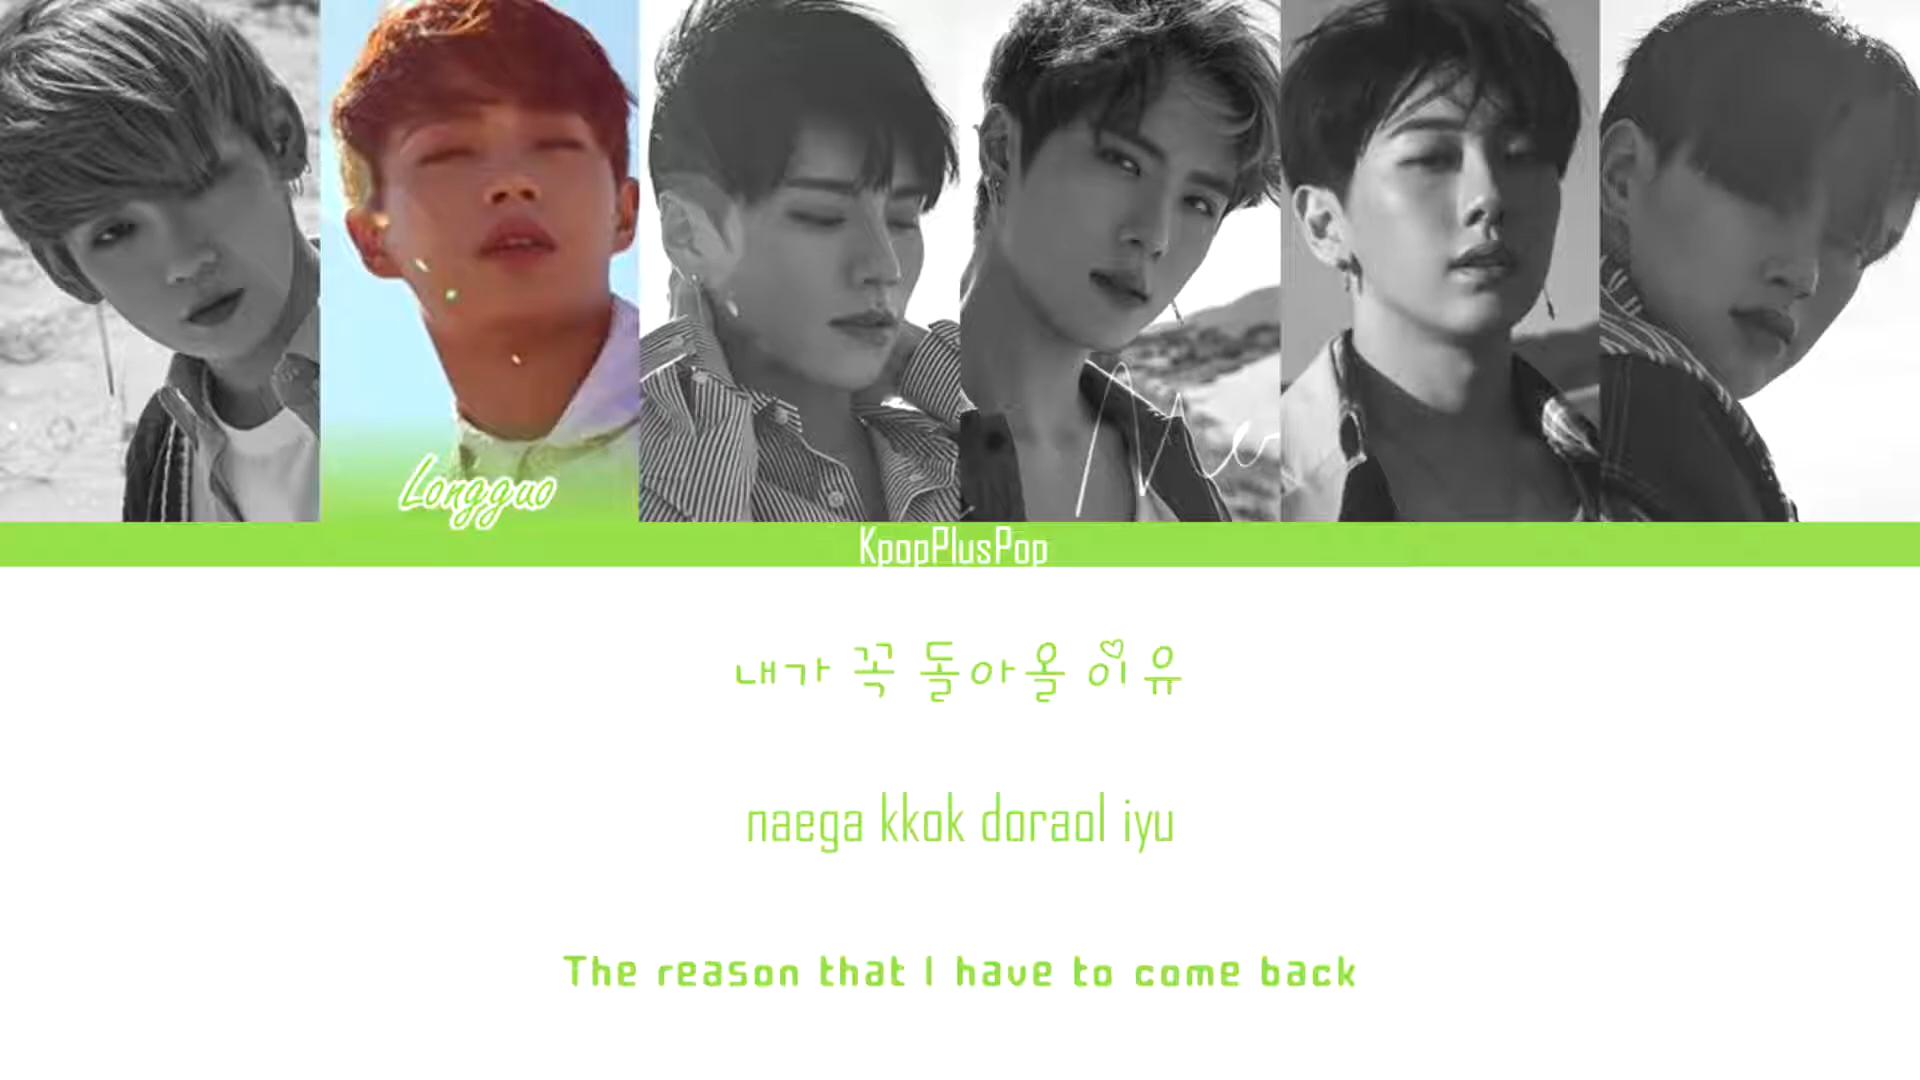 Longguo
Me
KpopPlusPop
내가 꼭 돌아올 이유
naega kkok doraol iyu
The reason that I have to come back